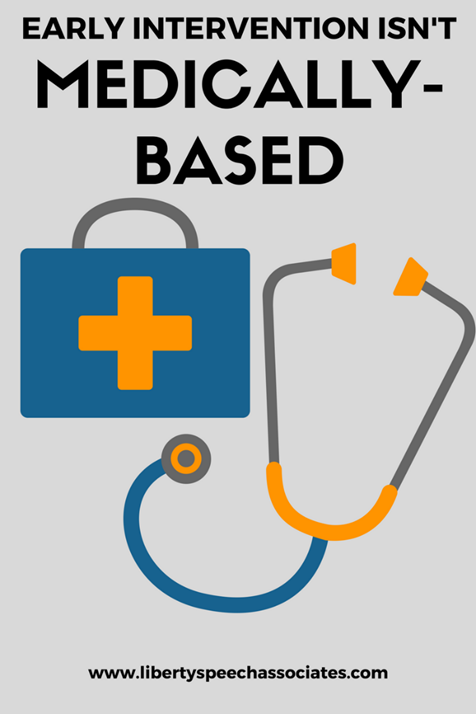 EARLY INTERVENTION ISN'T
MEDICALLY-
BASED
www.libertyspeechassociates.com